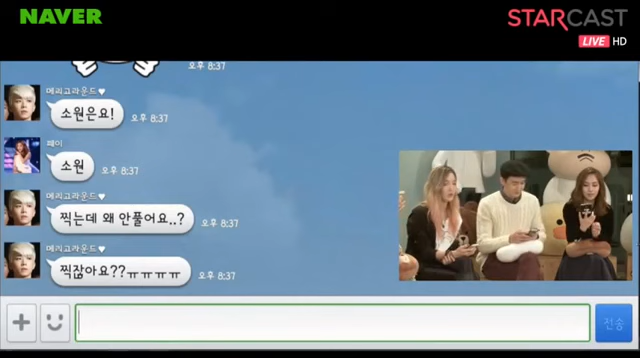 NAVER
STARCAST
LIVE HD
오후 8:37
메리고라운드♥
소원은요!
오후 8:37
페이
소원
오후 8:37
메리고라운드♥
찍는데 왜 안풀어요..?
오후 8:37
메리고라운드♥
찍잖아요??ㅠㅠㅠㅠ
오후 8:37
전송